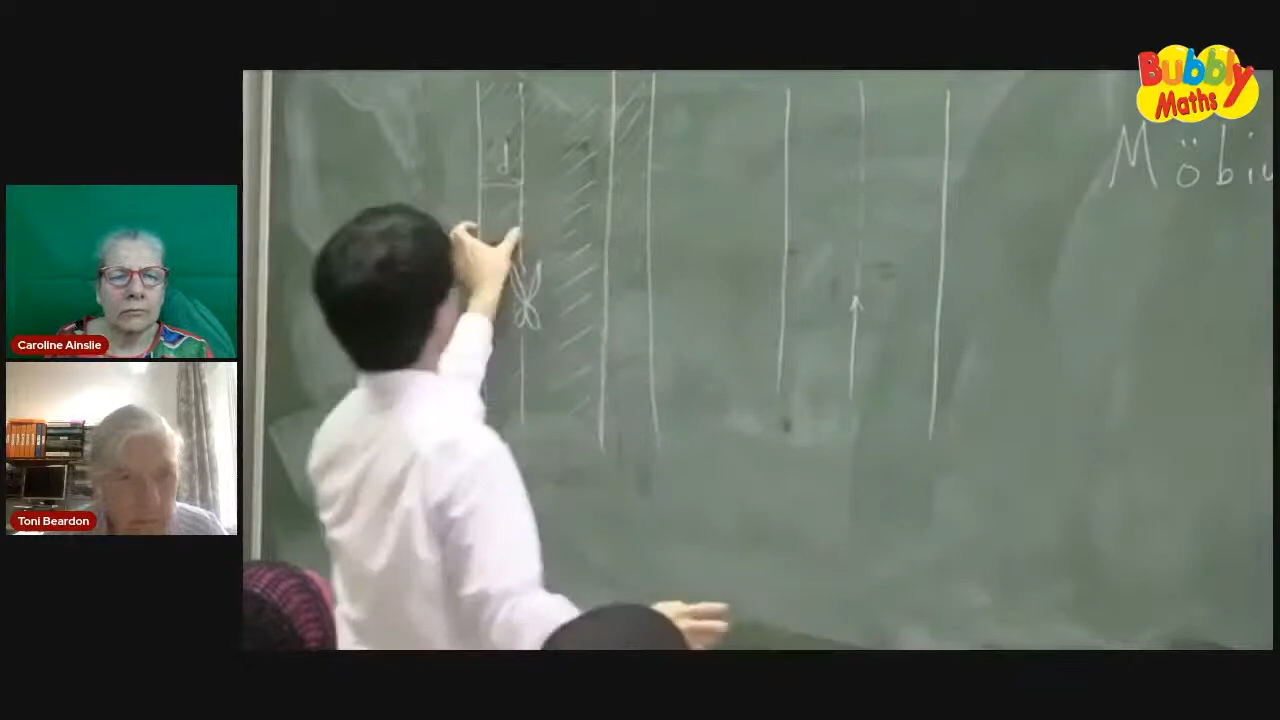 Bubbly
Maths
d
Möbiu
Caroline Ainslie
Toni Beardon